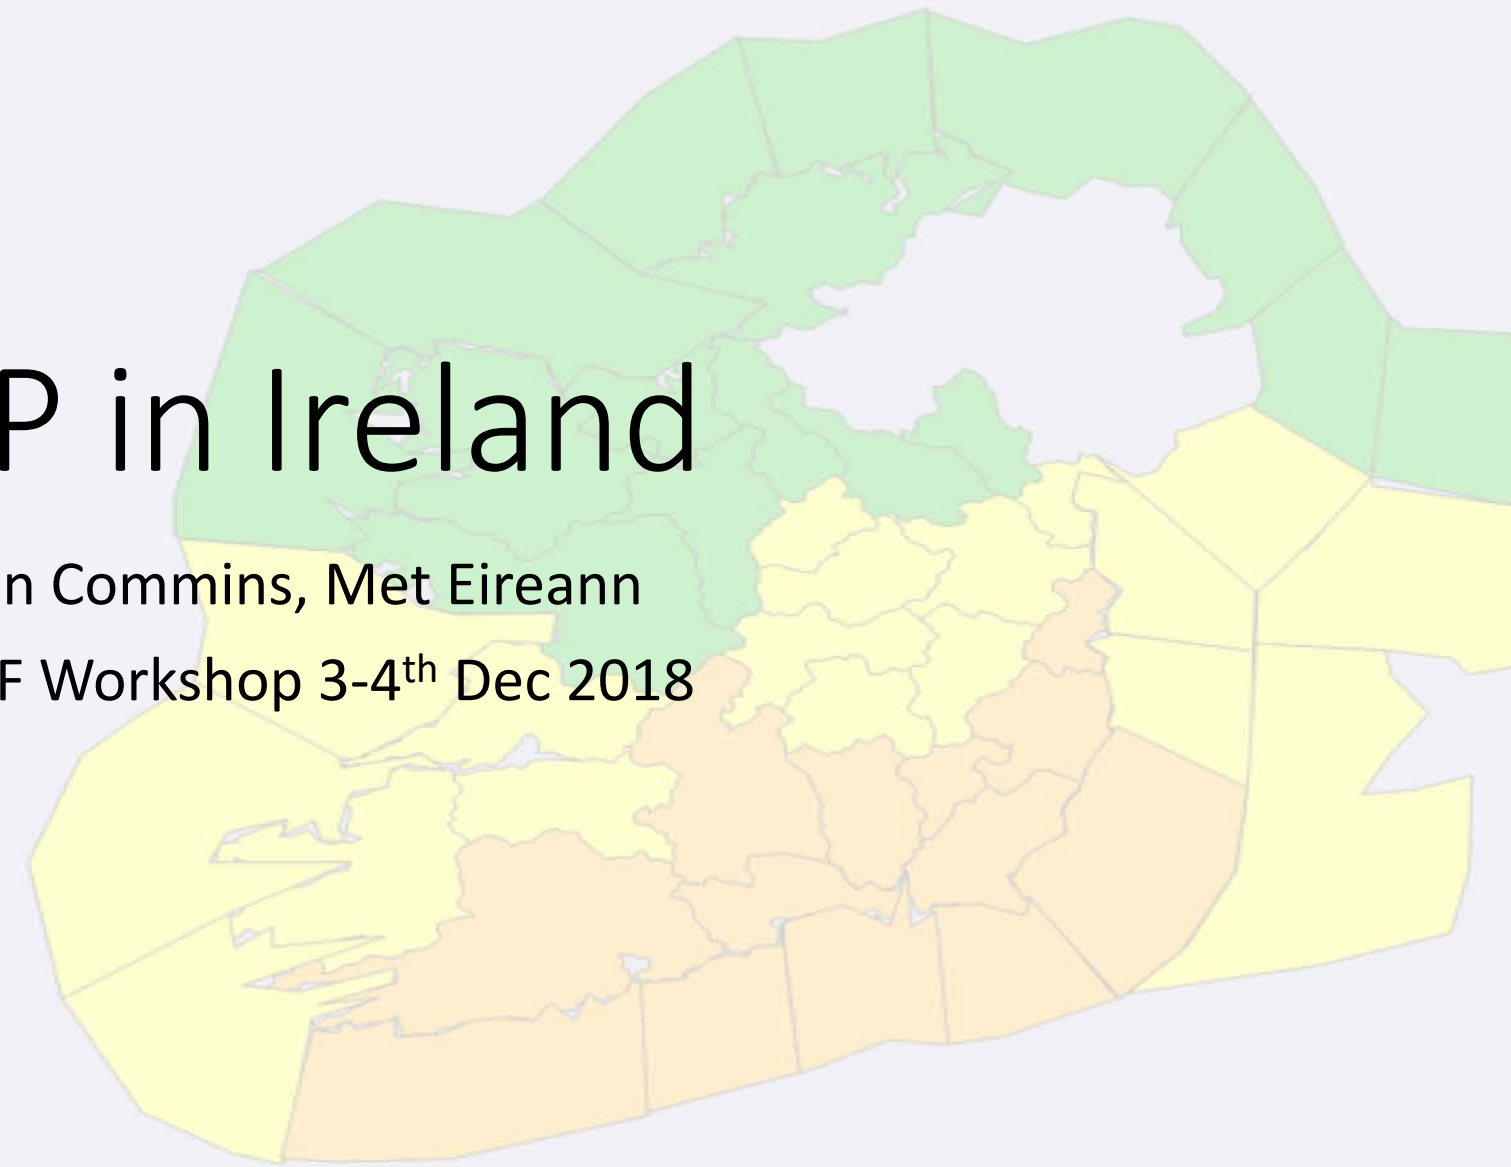 P in Ireland
n Commins, Met Eireann
F Workshop 3-4th Dec 2018